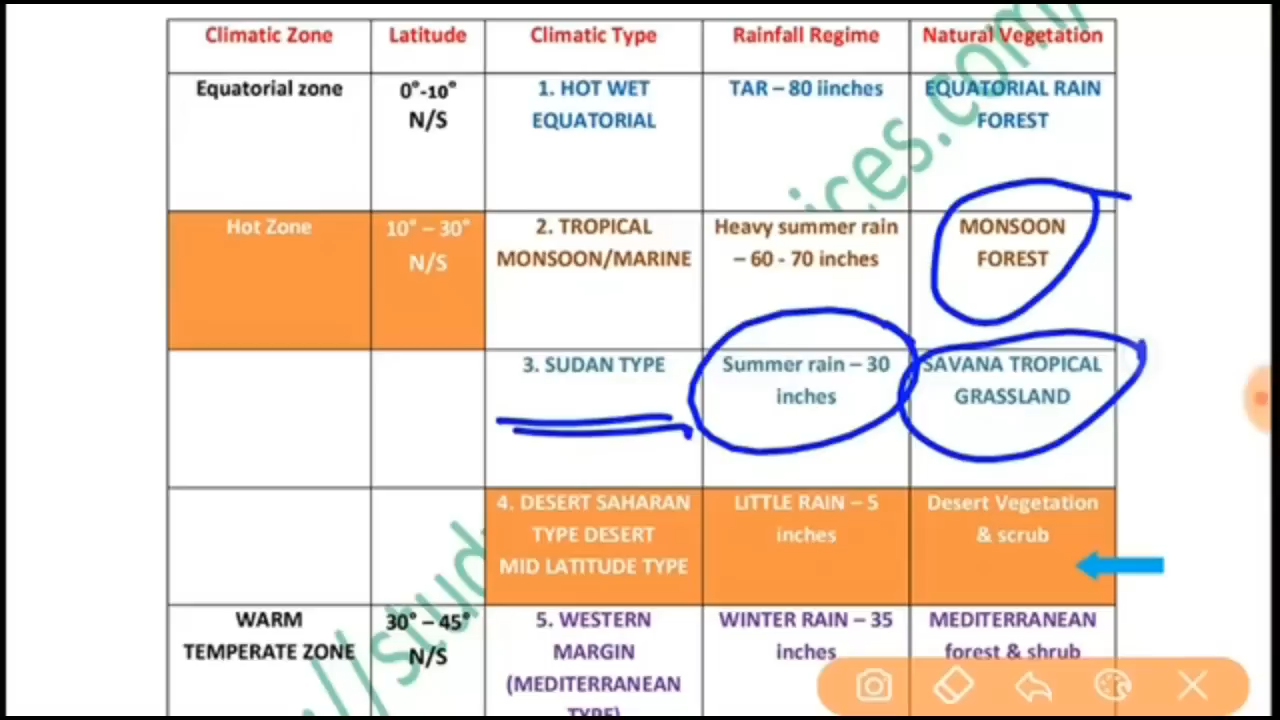 Climatic Zone Latitude Climatic Type Rainfall Regime Natural Vegetation
Equatorial zone 0°-10° 1. HOT WET TAR – 80 iinches EQUATORIAL RAIN
N/S EQUATORIAL FOREST
Hot Zone 10° – 30° 2. TROPICAL Heavy summer rain MONSOON
N/S MONSOON/MARINE – 60 - 70 inches FOREST
3. SUDAN TYPE Summer rain – 30 SAVANA TROPICAL
inches GRASSLAND
4. DESERT SAHARAN LITTLE RAIN – 5 Desert Vegetation
TYPE DESERT inches & scrub
MID LATITUDE TYPE
WARM 30° – 45° 5. WESTERN WINTER RAIN – 35 MEDITERRANEAN
TEMPERATE ZONE N/S MARGIN inches forest & shrub
(MEDITERRANEAN
TYPE)